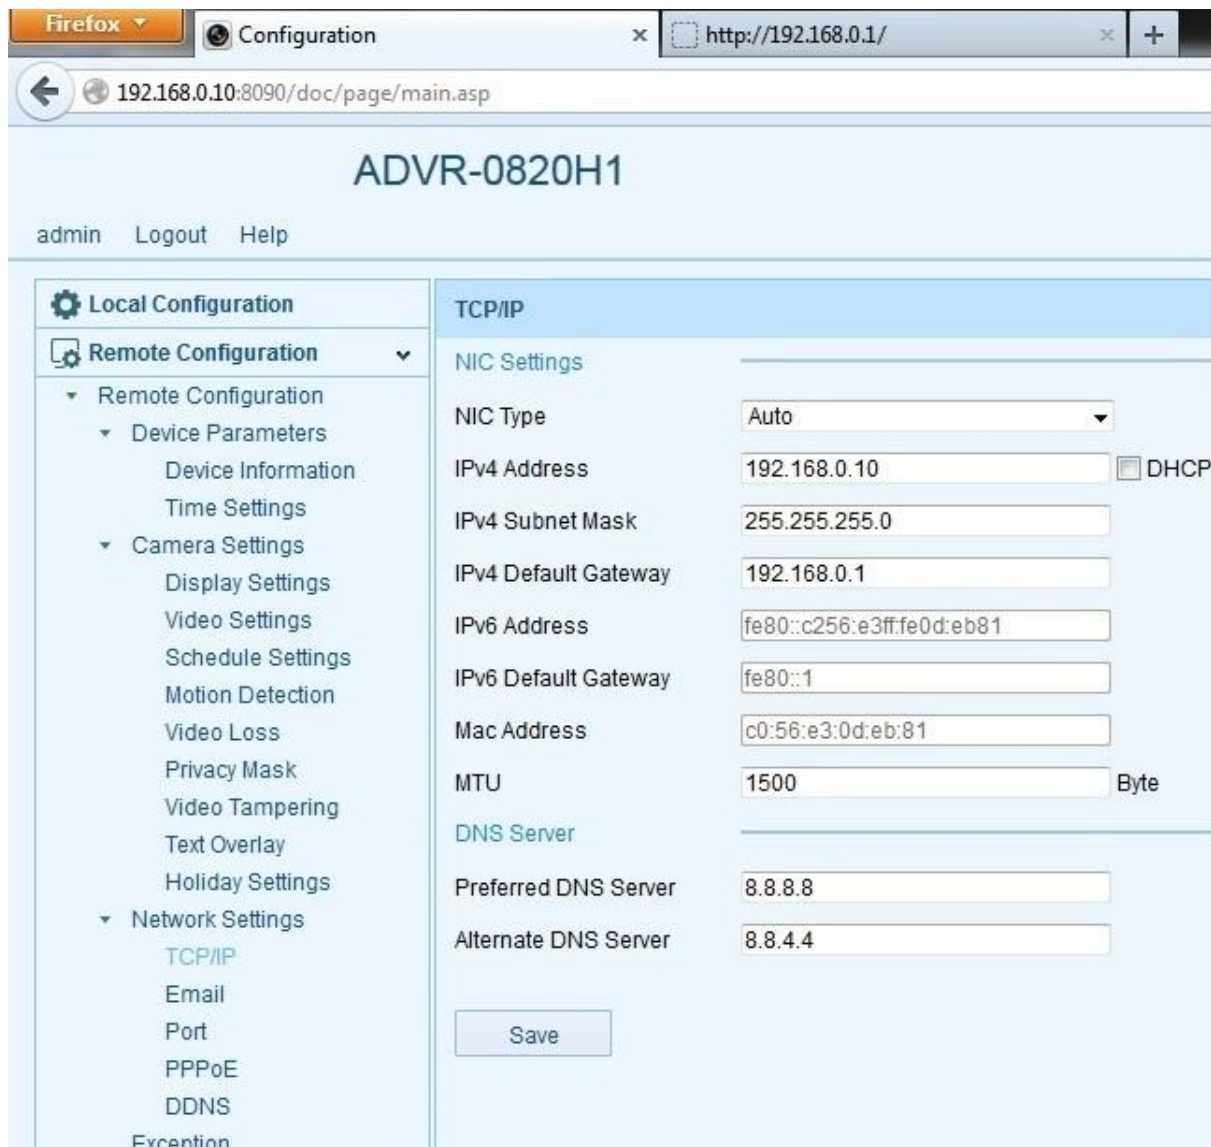 Firefox
Configuration
http://192.168.0.1/
192.168.0.10:8090/doc/page/main.asp
ADVR-0820H1
admin Logout Help
Local Configuration
Remote Configuration
Remote Configuration
Device Parameters
Device Information
Time Settings
Camera Settings
Display Settings
Video Settings
Schedule Settings
Motion Detection
Video Loss
Privacy Mask
Video Tampering
Text Overlay
Holiday Settings
Network Settings
TCP/IP
Email
Port
PPPoE
DDNS
Exception
TCP/IP
NIC Settings
NIC Type Auto
IPv4 Address 192.168.0.10 DHCP
IPv4 Subnet Mask 255.255.255.0
IPv4 Default Gateway 192.168.0.1
IPv6 Address fe80::c256:e3ff:fe0d:eb81
IPv6 Default Gateway fe80::1
Mac Address c0:56:e3:0d:eb:81
MTU 1500 Byte
DNS Server
Preferred DNS Server 8.8.8.8
Alternate DNS Server 8.8.4.4
Save